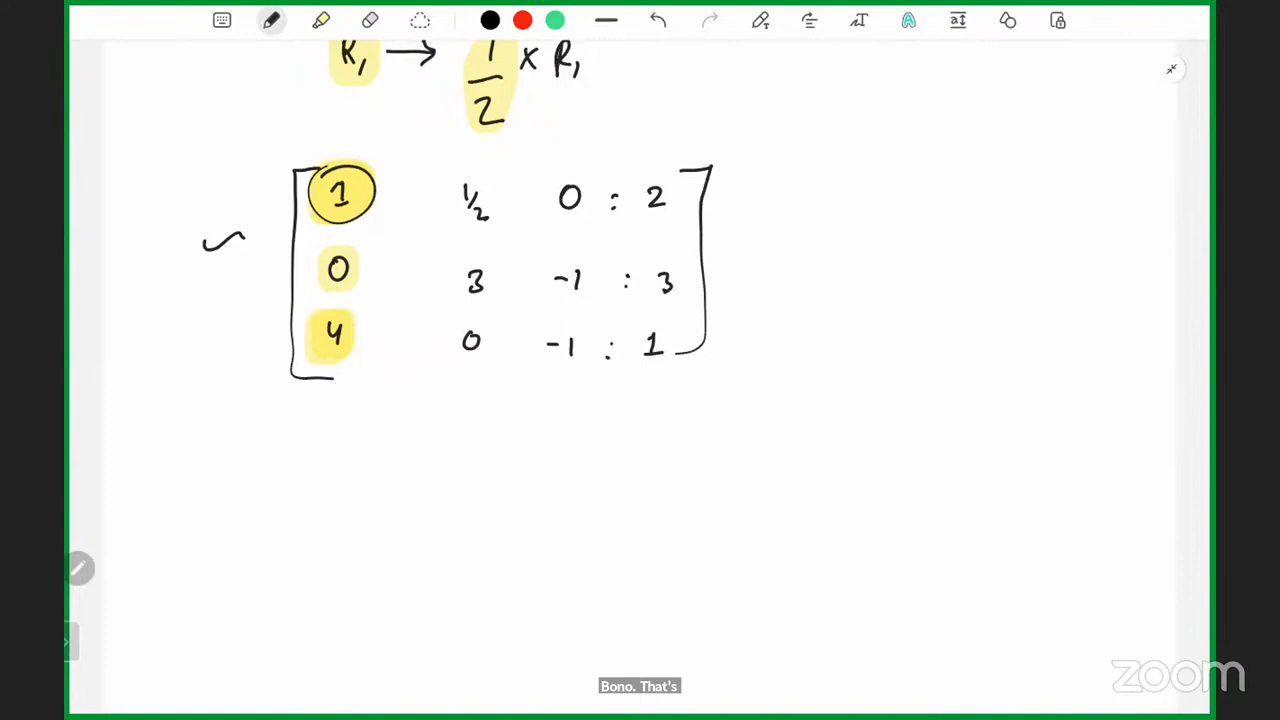 R₁ → 1/2 × R₁
1 1/2 0 : 2
~ 0 3 -1 : 3
4 0 -1 : 1
Bono. That's
zoom